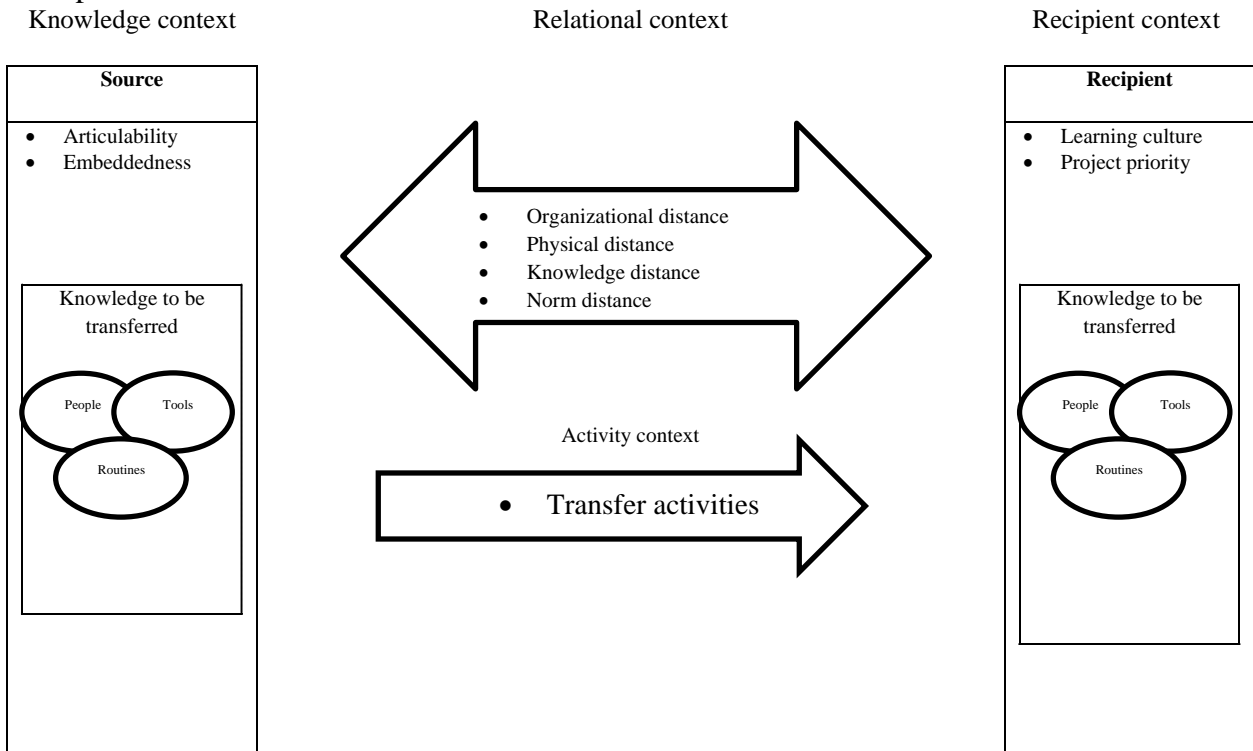 Knowledge context
Relational context
Recipient context
Source
• Articulability
• Embeddedness
Knowledge to be
transferred
People
Tools
Routines
• Organizational distance
• Physical distance
• Knowledge distance
• Norm distance
Activity context
• Transfer activities
Recipient
• Learning culture
• Project priority
Knowledge to be
transferred
People
Tools
Routines